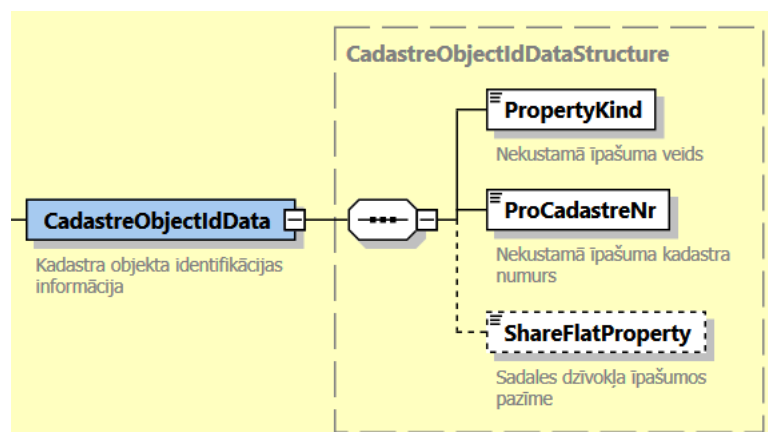 CadastreObjectIdDataStructure
PropertyKind
Nekustamā īpašuma veids
CadastreObjectIdData
Kadastra objekta identifikācijas
informācija
ProCadastreNr
Nekustamā īpašuma kadastra
numurs
ShareFlatProperty
Sadales dzīvokļa īpašumos
pazīme